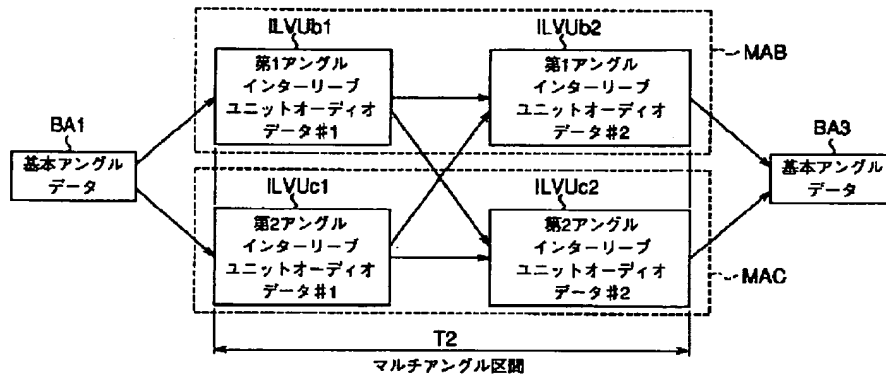 ILVUb1
ILVUb2
MAB
第1アングル
インターリーブ
ユニットオーディオ
データ#1
第1アングル
インターリーブ
ユニットオーディオ
データ#2
BA1
基本アングル
データ
BA3
基本アングル
データ
ILVUc1
ILVUc2
第2アングル
インターリーブ
ユニットオーディオ
データ#1
第2アングル
インターリーブ
ユニットオーディオ
データ#2
MAC
T2
マルチアングル区間